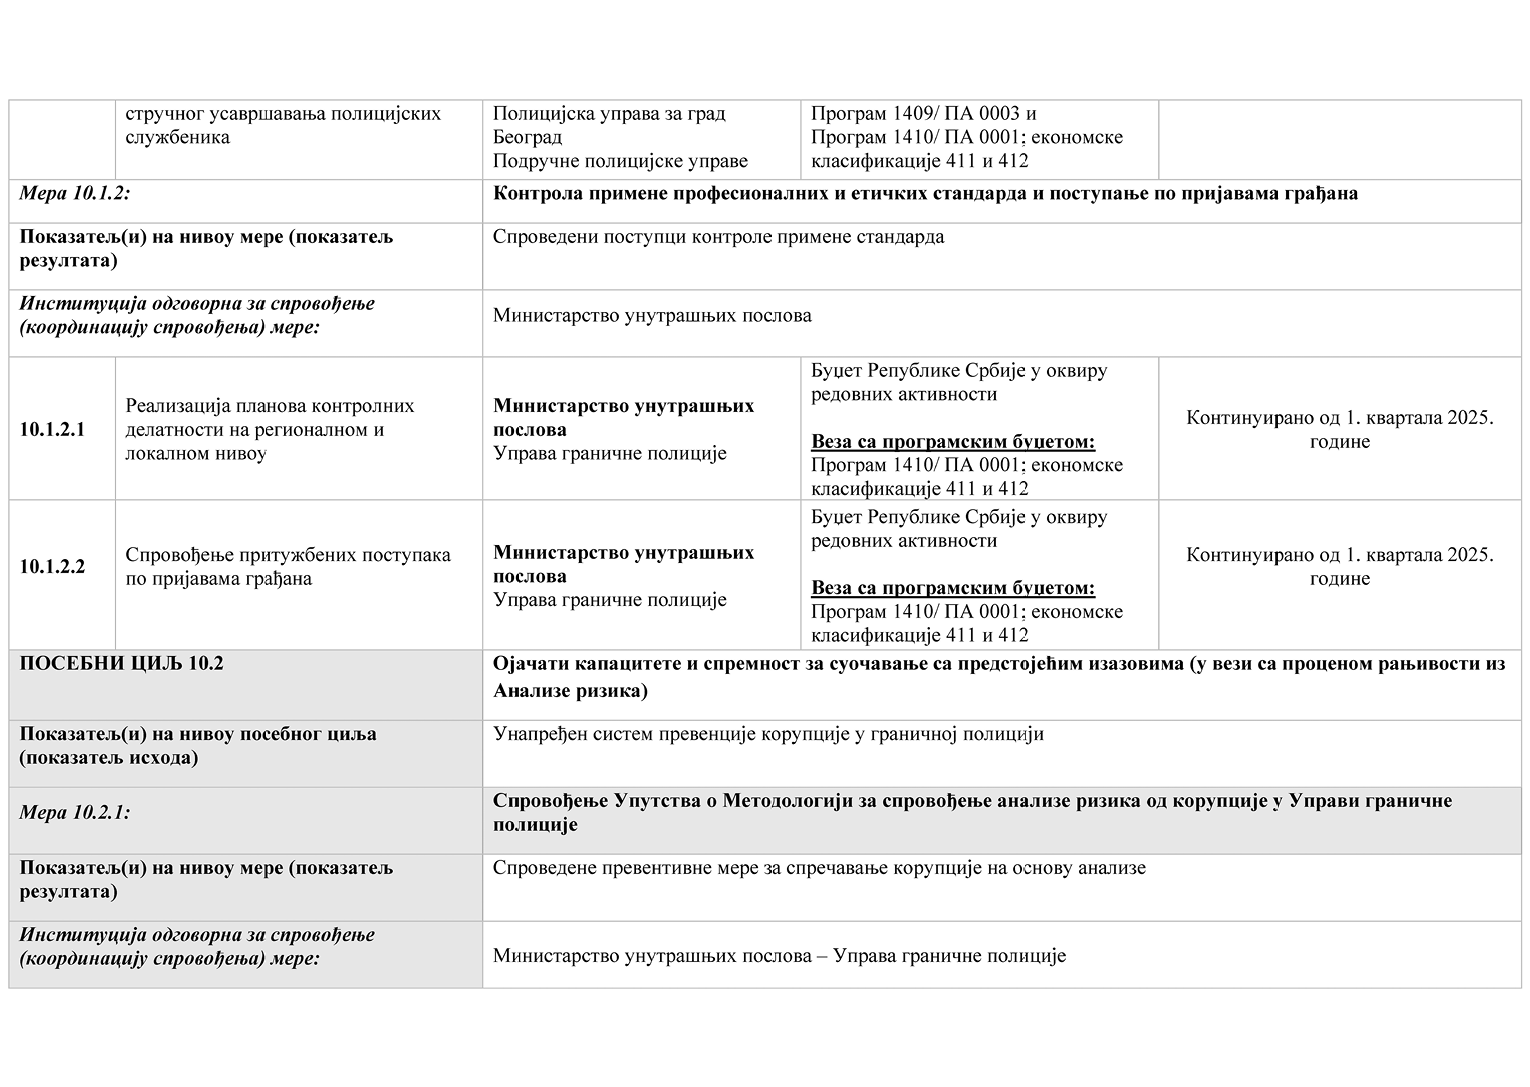 стручног усавршавања полицијских
службеника
Полицијска управа за град
Београд
Подручне полицијске управе
Програм 1409/ ПА 0003 и
Програм 1410/ ПА 0001; економске
класификације 411 и 412
Мера 10.1.2:
Контрола примене професионалних и етичких стандарда и поступање по пријавама грађана
Показатељ(и) на нивоу мере (показатељ
резултата)
Спроведени поступци контроле примене стандарда
Институција одговорна за спровођење
(координацију спровођења) мере:
Министарство унутрашњих послова
10.1.2.1
Реализација планова контролних
делатности на регионалном и
локалном нивоу
Министарство унутрашњих
послова
Управа граничне полиције
Буџет Републике Србије у оквиру
редовних активности
Веза са програмским буџетом:
Програм 1410/ ПА 0001; економске
класификације 411 и 412
Континуирано од 1. квартала 2025.
године
10.1.2.2
Спровођење притужбених поступака
по пријавама грађана
Министарство унутрашњих
послова
Управа граничне полиције
Буџет Републике Србије у оквиру
редовних активности
Веза са програмским буџетом:
Програм 1410/ ПА 0001; економске
класификације 411 и 412
Континуирано од 1. квартала 2025.
године
ПОСЕБНИ ЦИЉ 10.2
Ојачати капацитете и спремност за суочавање са предстојећим изазовима (у вези са проценом рањивости из
Анализе ризика)
Показатељ(и) на нивоу посебног циља
(показатељ исхода)
Унапређен систем превенције корупције у граничној полицији
Мера 10.2.1:
Спровођење Упутства о Методологији за спровођење анализе ризика од корупције у Управи граничне
полиције
Показатељ(и) на нивоу мере (показатељ
резултата)
Спроведене превентивне мере за спречавање корупције на основу анализе
Институција одговорна за спровођење
(координацију спровођења) мере:
Министарство унутрашњих послова – Управа граничне полиције